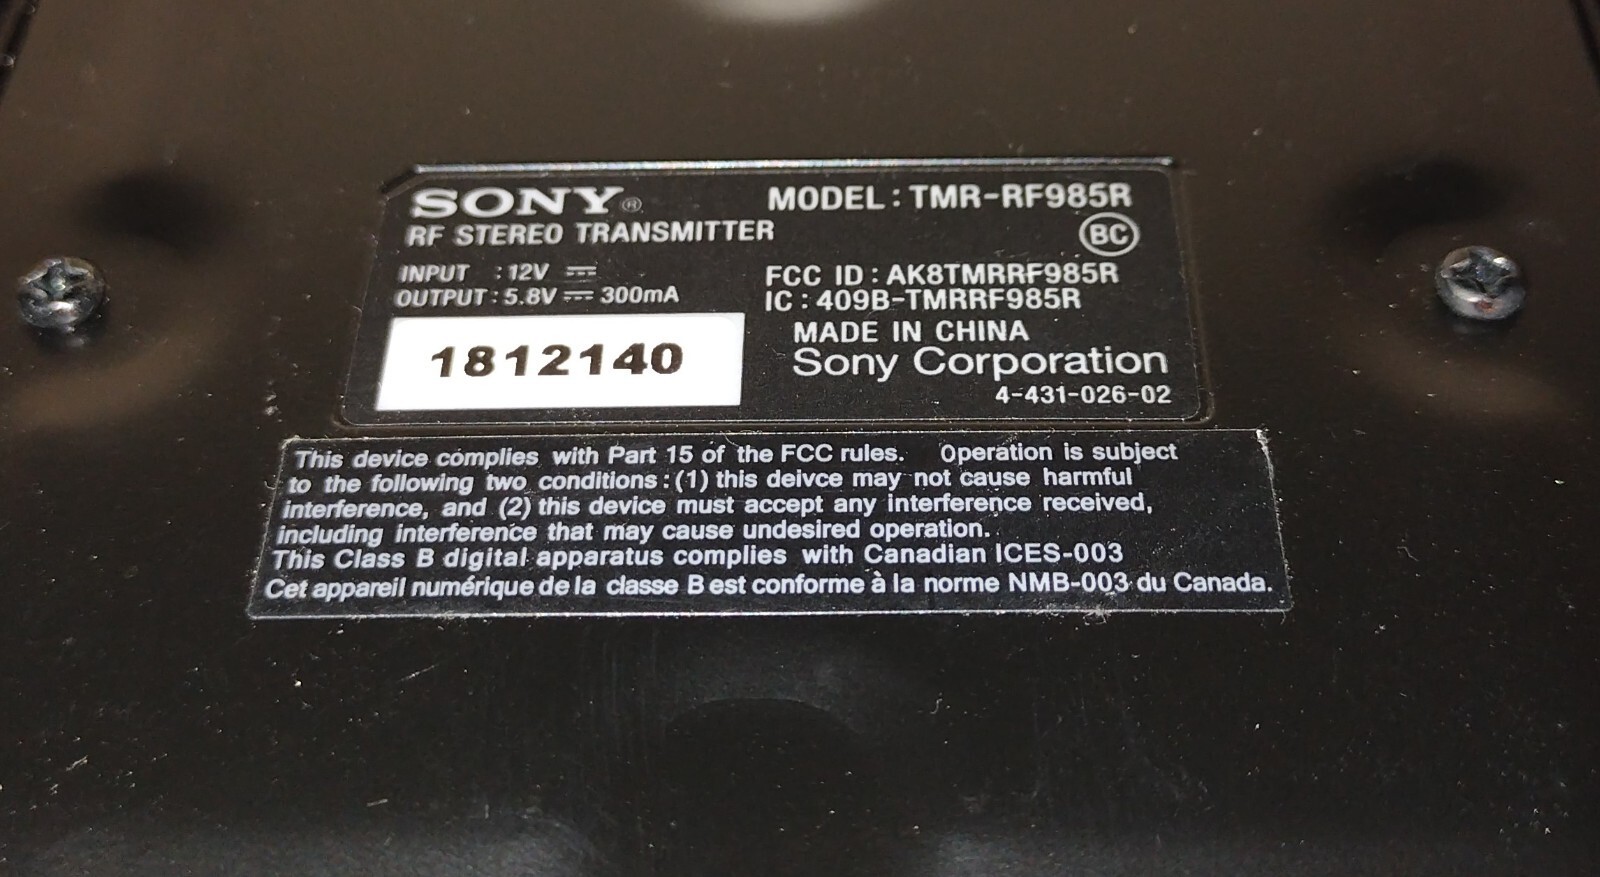 SONY® MODEL: TMR-RF985R
RF STEREO TRANSMITTER BC
INPUT : 12V ⎓ FCC ID : AK8TMRRF985R
OUTPUT : 5.8V ⎓ 300mA IC : 409B-TMRRF985R
MADE IN CHINA
1812140 Sony Corporation
4-431-026-02
This device complies with Part 15 of the FCC rules. Operation is subject
to the following two conditions : (1) this deivce may not cause harmful
interference, and (2) this device must accept any interference received,
including interference that may cause undesired operation.
This Class B digital apparatus complies with Canadian ICES-003
Cet appareil numérique de la classe B est conforme à la norme NMB-003 du Canada.